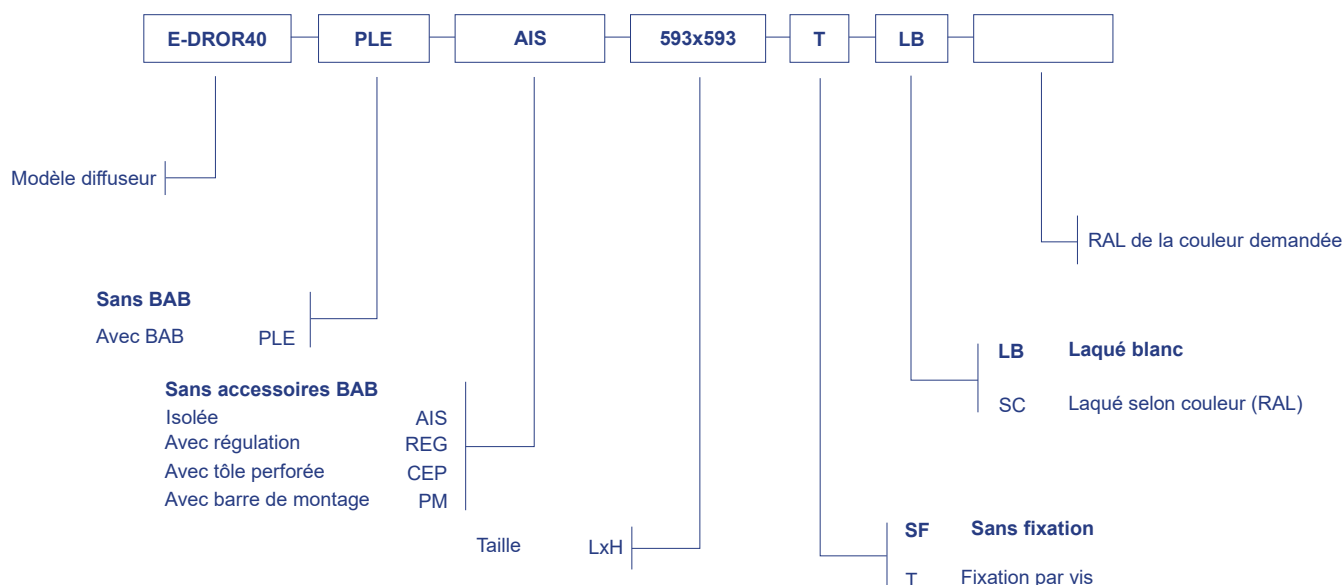 E-DROR40 PLE AIS 593x593 T LB
Modèle diffuseur
RAL de la couleur demandée
Sans BAB
Avec BAB PLE
Sans accessoires BAB
Isolée AIS
Avec régulation REG
Avec tôle perforée CEP
Avec barre de montage PM
Taille LxH
LB Laqué blanc
SC Laqué selon couleur (RAL)
SF Sans fixation
T Fixation par vis